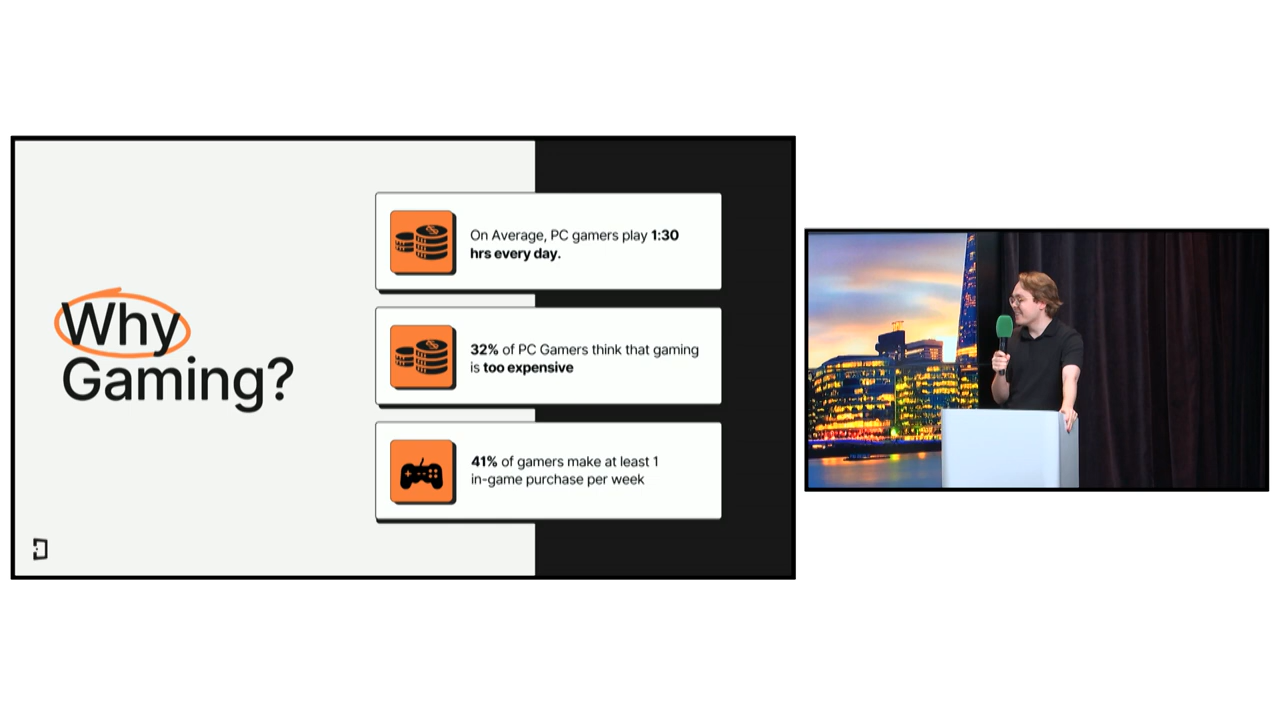 Why
Gaming?
On Average, PC gamers play 1:30
hrs every day.
32% of PC Gamers think that gaming
is too expensive
41% of gamers make at least 1
in-game purchase per week